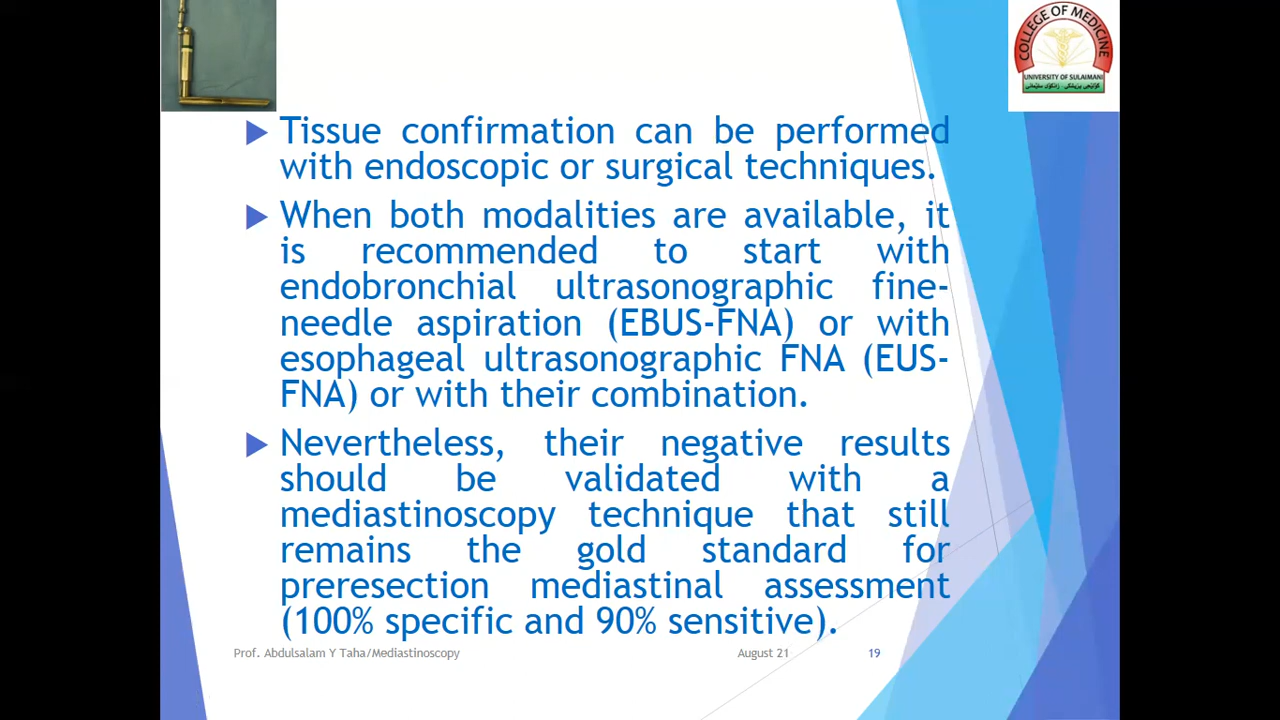 COLLEGE OF MEDICINE
UNIVERSITY OF SULAIMANI
كۆلێجی پزیشكی زانكۆی سلێمانی
Tissue confirmation can be performed
with endoscopic or surgical techniques.
When both modalities are available, it
is recommended to start with
endobronchial ultrasonographic fine-
needle aspiration (EBUS-FNA) or with
esophageal ultrasonographic FNA (EUS-
FNA) or with their combination.
Nevertheless, their negative results
should be validated with a
mediastinoscopy technique that still
remains the gold standard for
preresection mediastinal assessment
(100% specific and 90% sensitive).
Prof. Abdulsalam Y Taha/Mediastinoscopy August 21 19